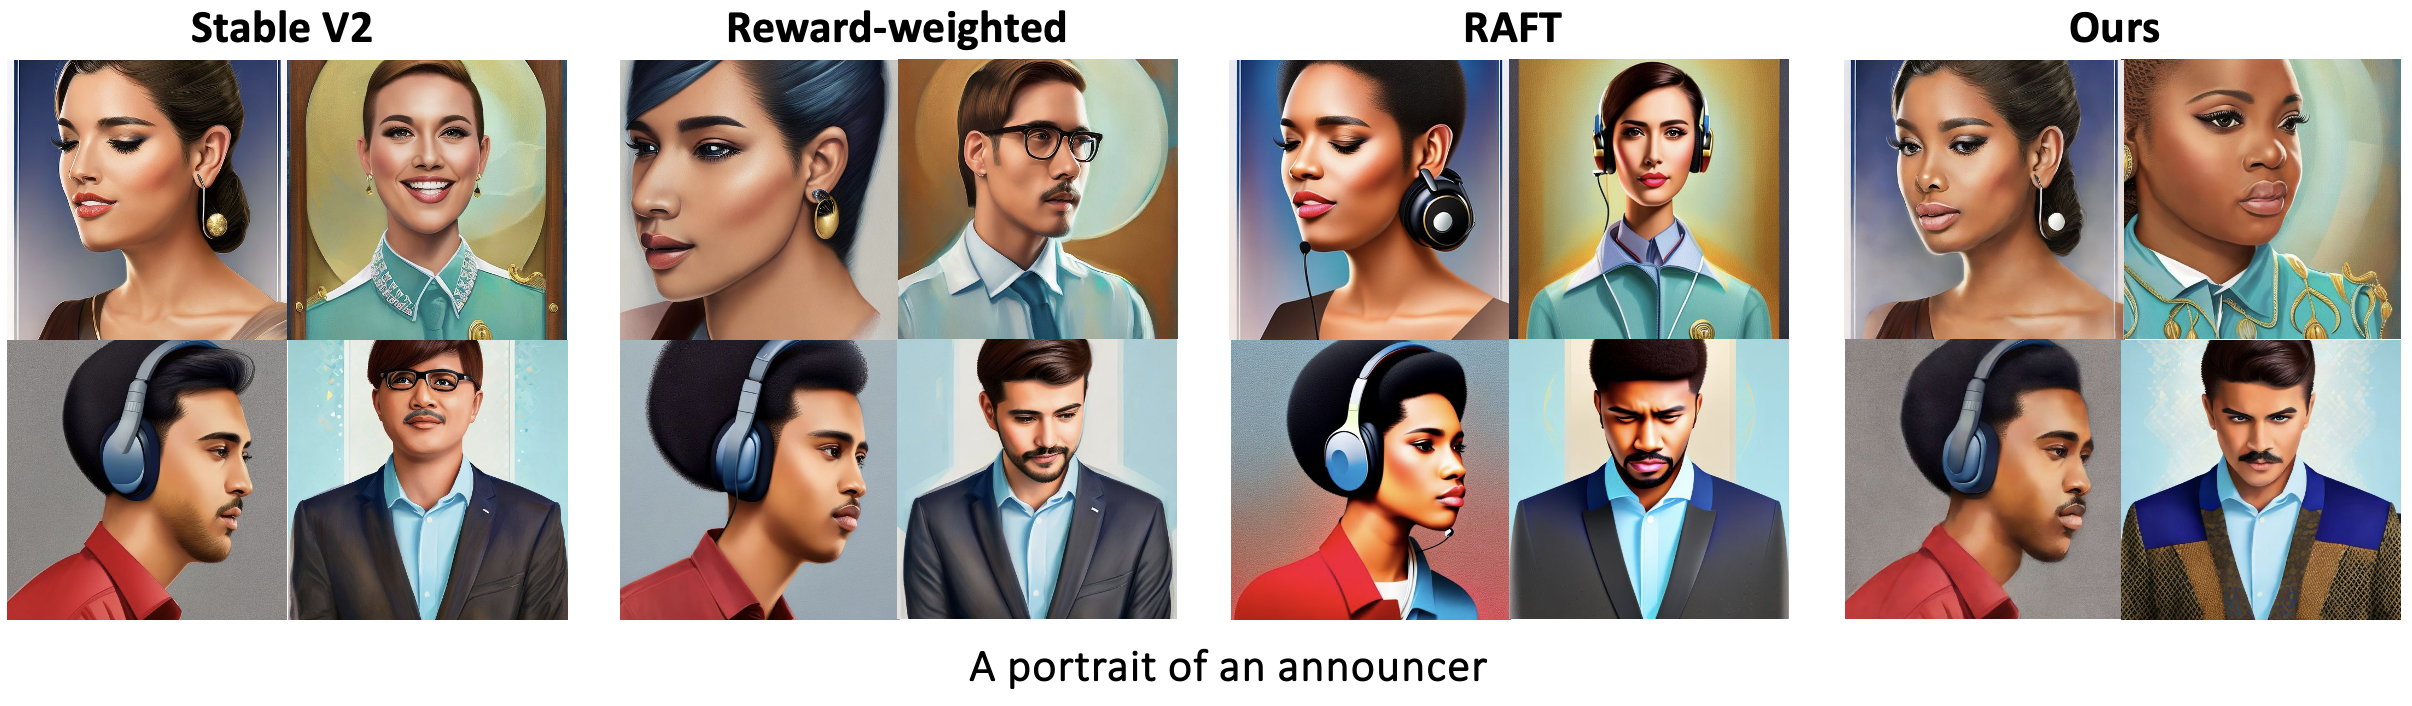 Stable V2
Reward-weighted
RAFT
Ours
A portrait of an announcer